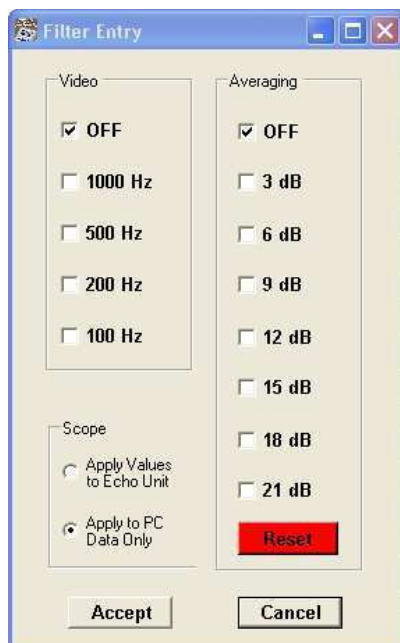 Filter Entry
Video
OFF
1000 Hz
500 Hz
200 Hz
100 Hz
Averaging
OFF
3 dB
6 dB
9 dB
12 dB
15 dB
18 dB
21 dB
Reset
Scope
Apply Values
to Echo Unit
Apply to PC
Data Only
Accept
Cancel